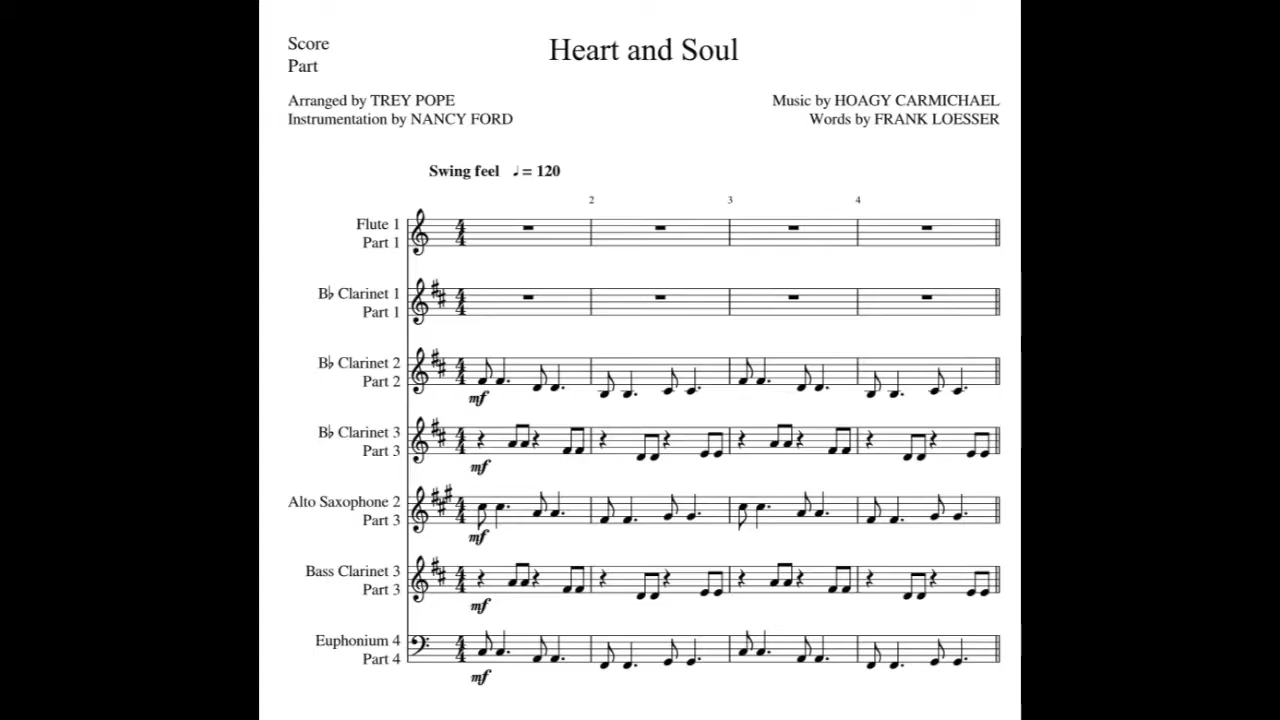 Score
Part
Heart and Soul
Arranged by TREY POPE
Instrumentation by NANCY FORD
Music by HOAGY CARMICHAEL
Words by FRANK LOESSER
Swing feel ♩ = 120
2
3
4
Flute 1
Part 1
B♭ Clarinet 1
Part 1
B♭ Clarinet 2
Part 2
mf
B♭ Clarinet 3
Part 3
mf
Alto Saxophone 2
Part 3
mf
Bass Clarinet 3
Part 3
mf
Euphonium 4
Part 4
mf